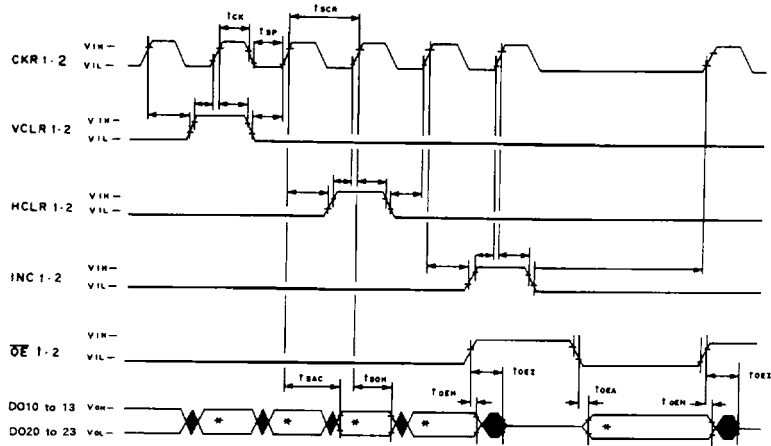 tCK tSCR
tSP
CKR 1-2 VIH VIL
VCLR 1-2 VIH VIL
HCLR 1-2 VIH VIL
INC 1-2 VIH VIL
OE 1-2 VIH VIL
tSAC tSOH tOEH tOEZ tOEA tOEH tOEZ
DO10 to 13 VOH * * * * *
DO20 to 23 VOL